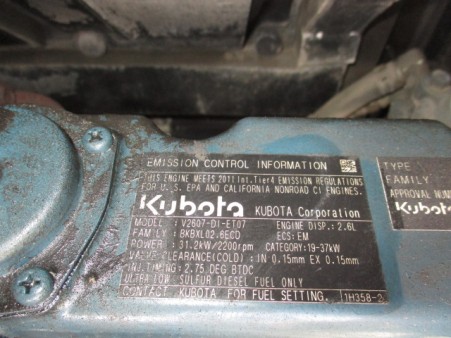 EMISSION CONTROL INFORMATION
THIS ENGINE MEETS 2011 Int.Tier4 EMISSION REGULATIONS
FOR U.S. EPA AND CALIFORNIA NONROAD CI ENGINES.
Kubota KUBOTA Corporation
MODEL : V2607-DI-ET07 ENGINE DISP.: 2.6L
FAMILY : BKBXL02.6ECD ECS: EM
POWER : 31.2kW/2200rpm CATEGORY:19-37kW
VALVE CLEARANCE(COLD) : IN 0.15mm EX 0.15mm
INJ.TIMING : 2.75 DEG BTDC
ULTRA LOW SULFUR DIESEL FUEL ONLY
CONTACT KUBOTA FOR FUEL SETTING.
1H358-2
TYPE
FAMILY
APPROVAL NUMB
Kubota